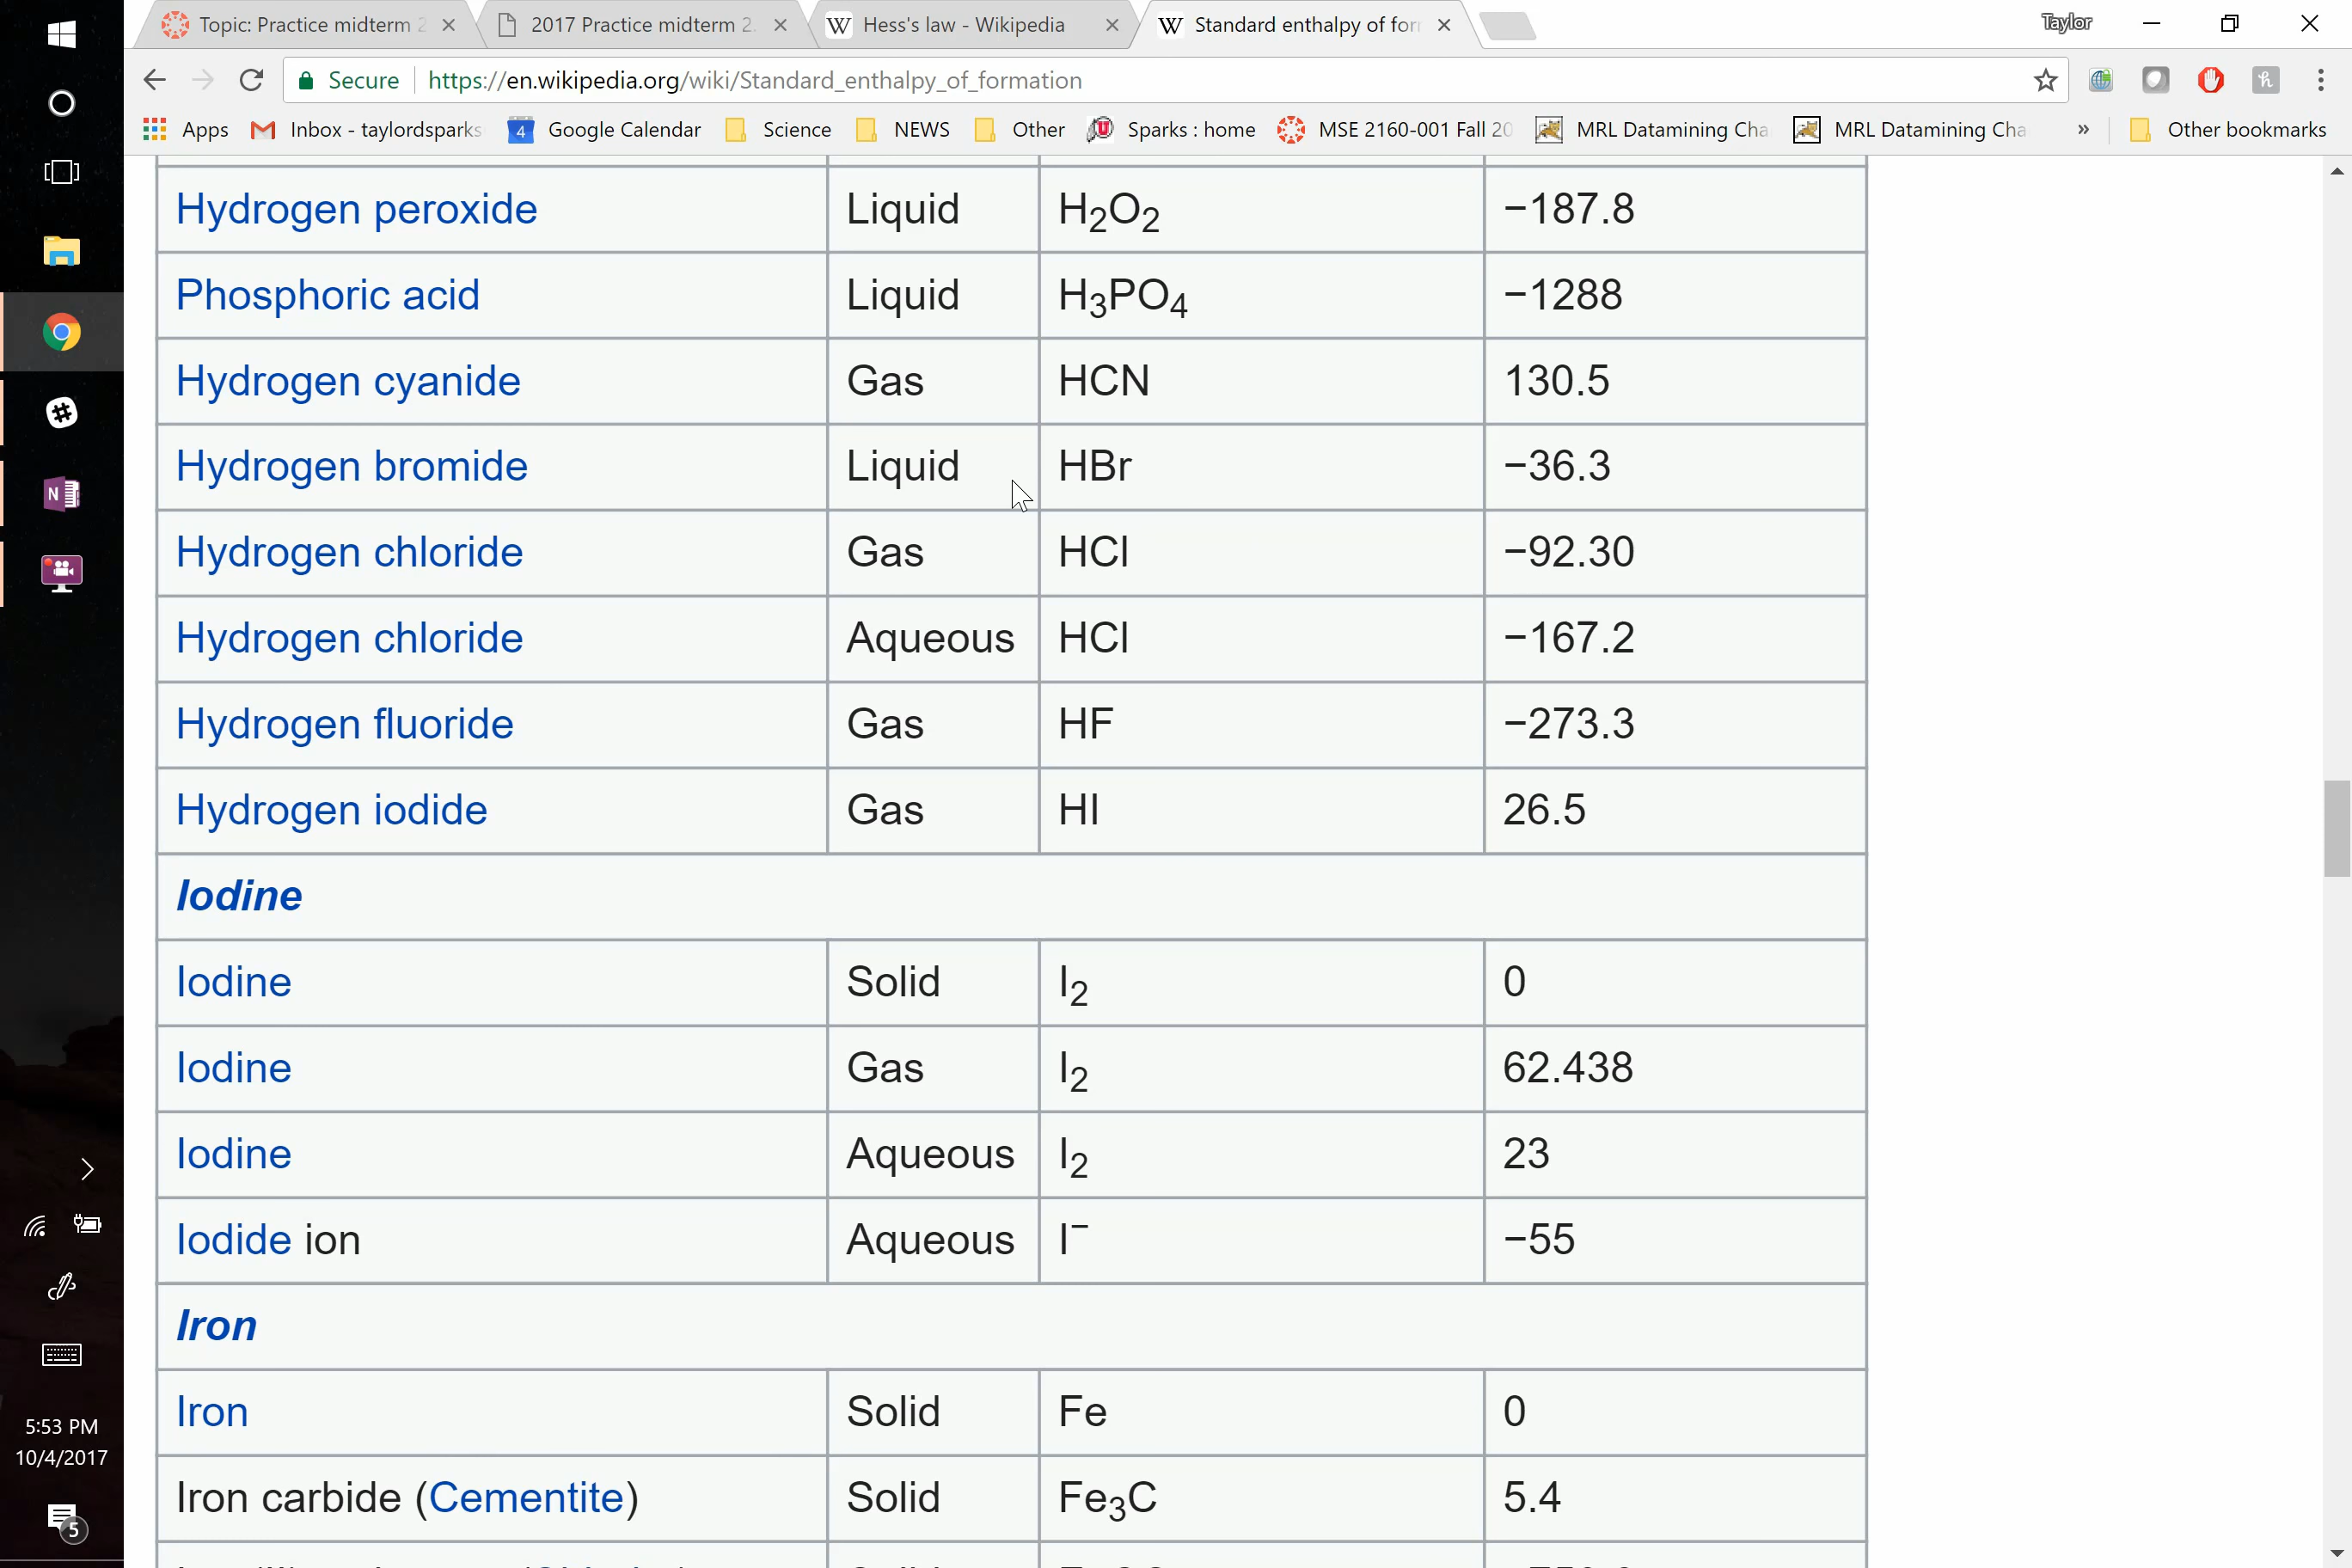 Topic: Practice midterm 2
2017 Practice midterm 2.
W Hess's law - Wikipedia
W Standard enthalpy of for
Taylor
Secure https://en.wikipedia.org/wiki/Standard_enthalpy_of_formation
Apps Inbox - taylordsparks 4 Google Calendar Science NEWS Other Sparks : home MSE 2160-001 Fall 20 MRL Datamining Cha MRL Datamining Cha » Other bookmarks
Hydrogen peroxide Liquid H₂O₂ −187.8
Phosphoric acid Liquid H₃PO₄ −1288
Hydrogen cyanide Gas HCN 130.5
Hydrogen bromide Liquid HBr −36.3
Hydrogen chloride Gas HCl −92.30
Hydrogen chloride Aqueous HCl −167.2
Hydrogen fluoride Gas HF −273.3
Hydrogen iodide Gas HI 26.5
Iodine
Iodine Solid I₂ 0
Iodine Gas I₂ 62.438
Iodine Aqueous I₂ 23
Iodide ion Aqueous I⁻ −55
Iron
Iron Solid Fe 0
Iron carbide (Cementite) Solid Fe₃C 5.4
5:53 PM
10/4/2017
5